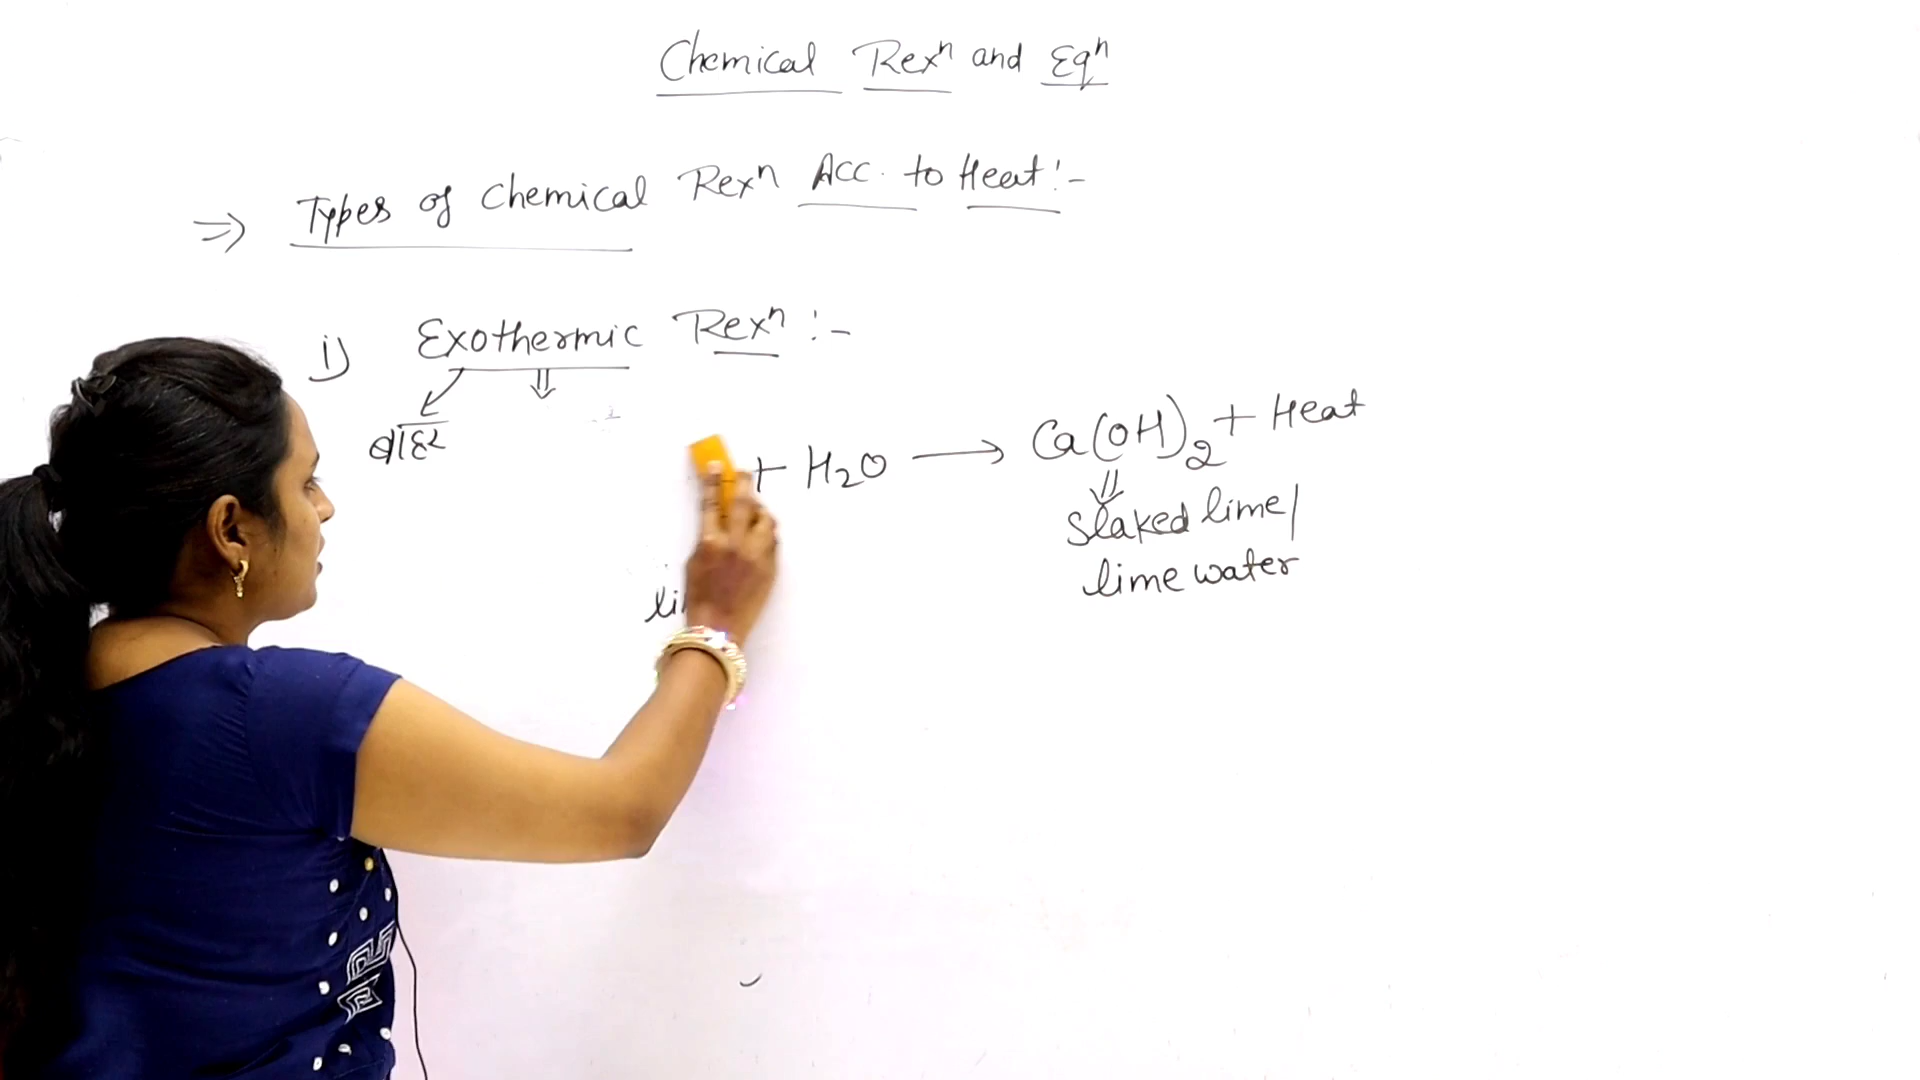 Chemical Rexⁿ and Eqⁿ
⇒ Types of Chemical Rexⁿ Acc. to Heat :-
i) Exothermic Rexⁿ :-
बाहर
+ H₂O → Ca(OH)₂ + Heat
slaked lime/
lime water